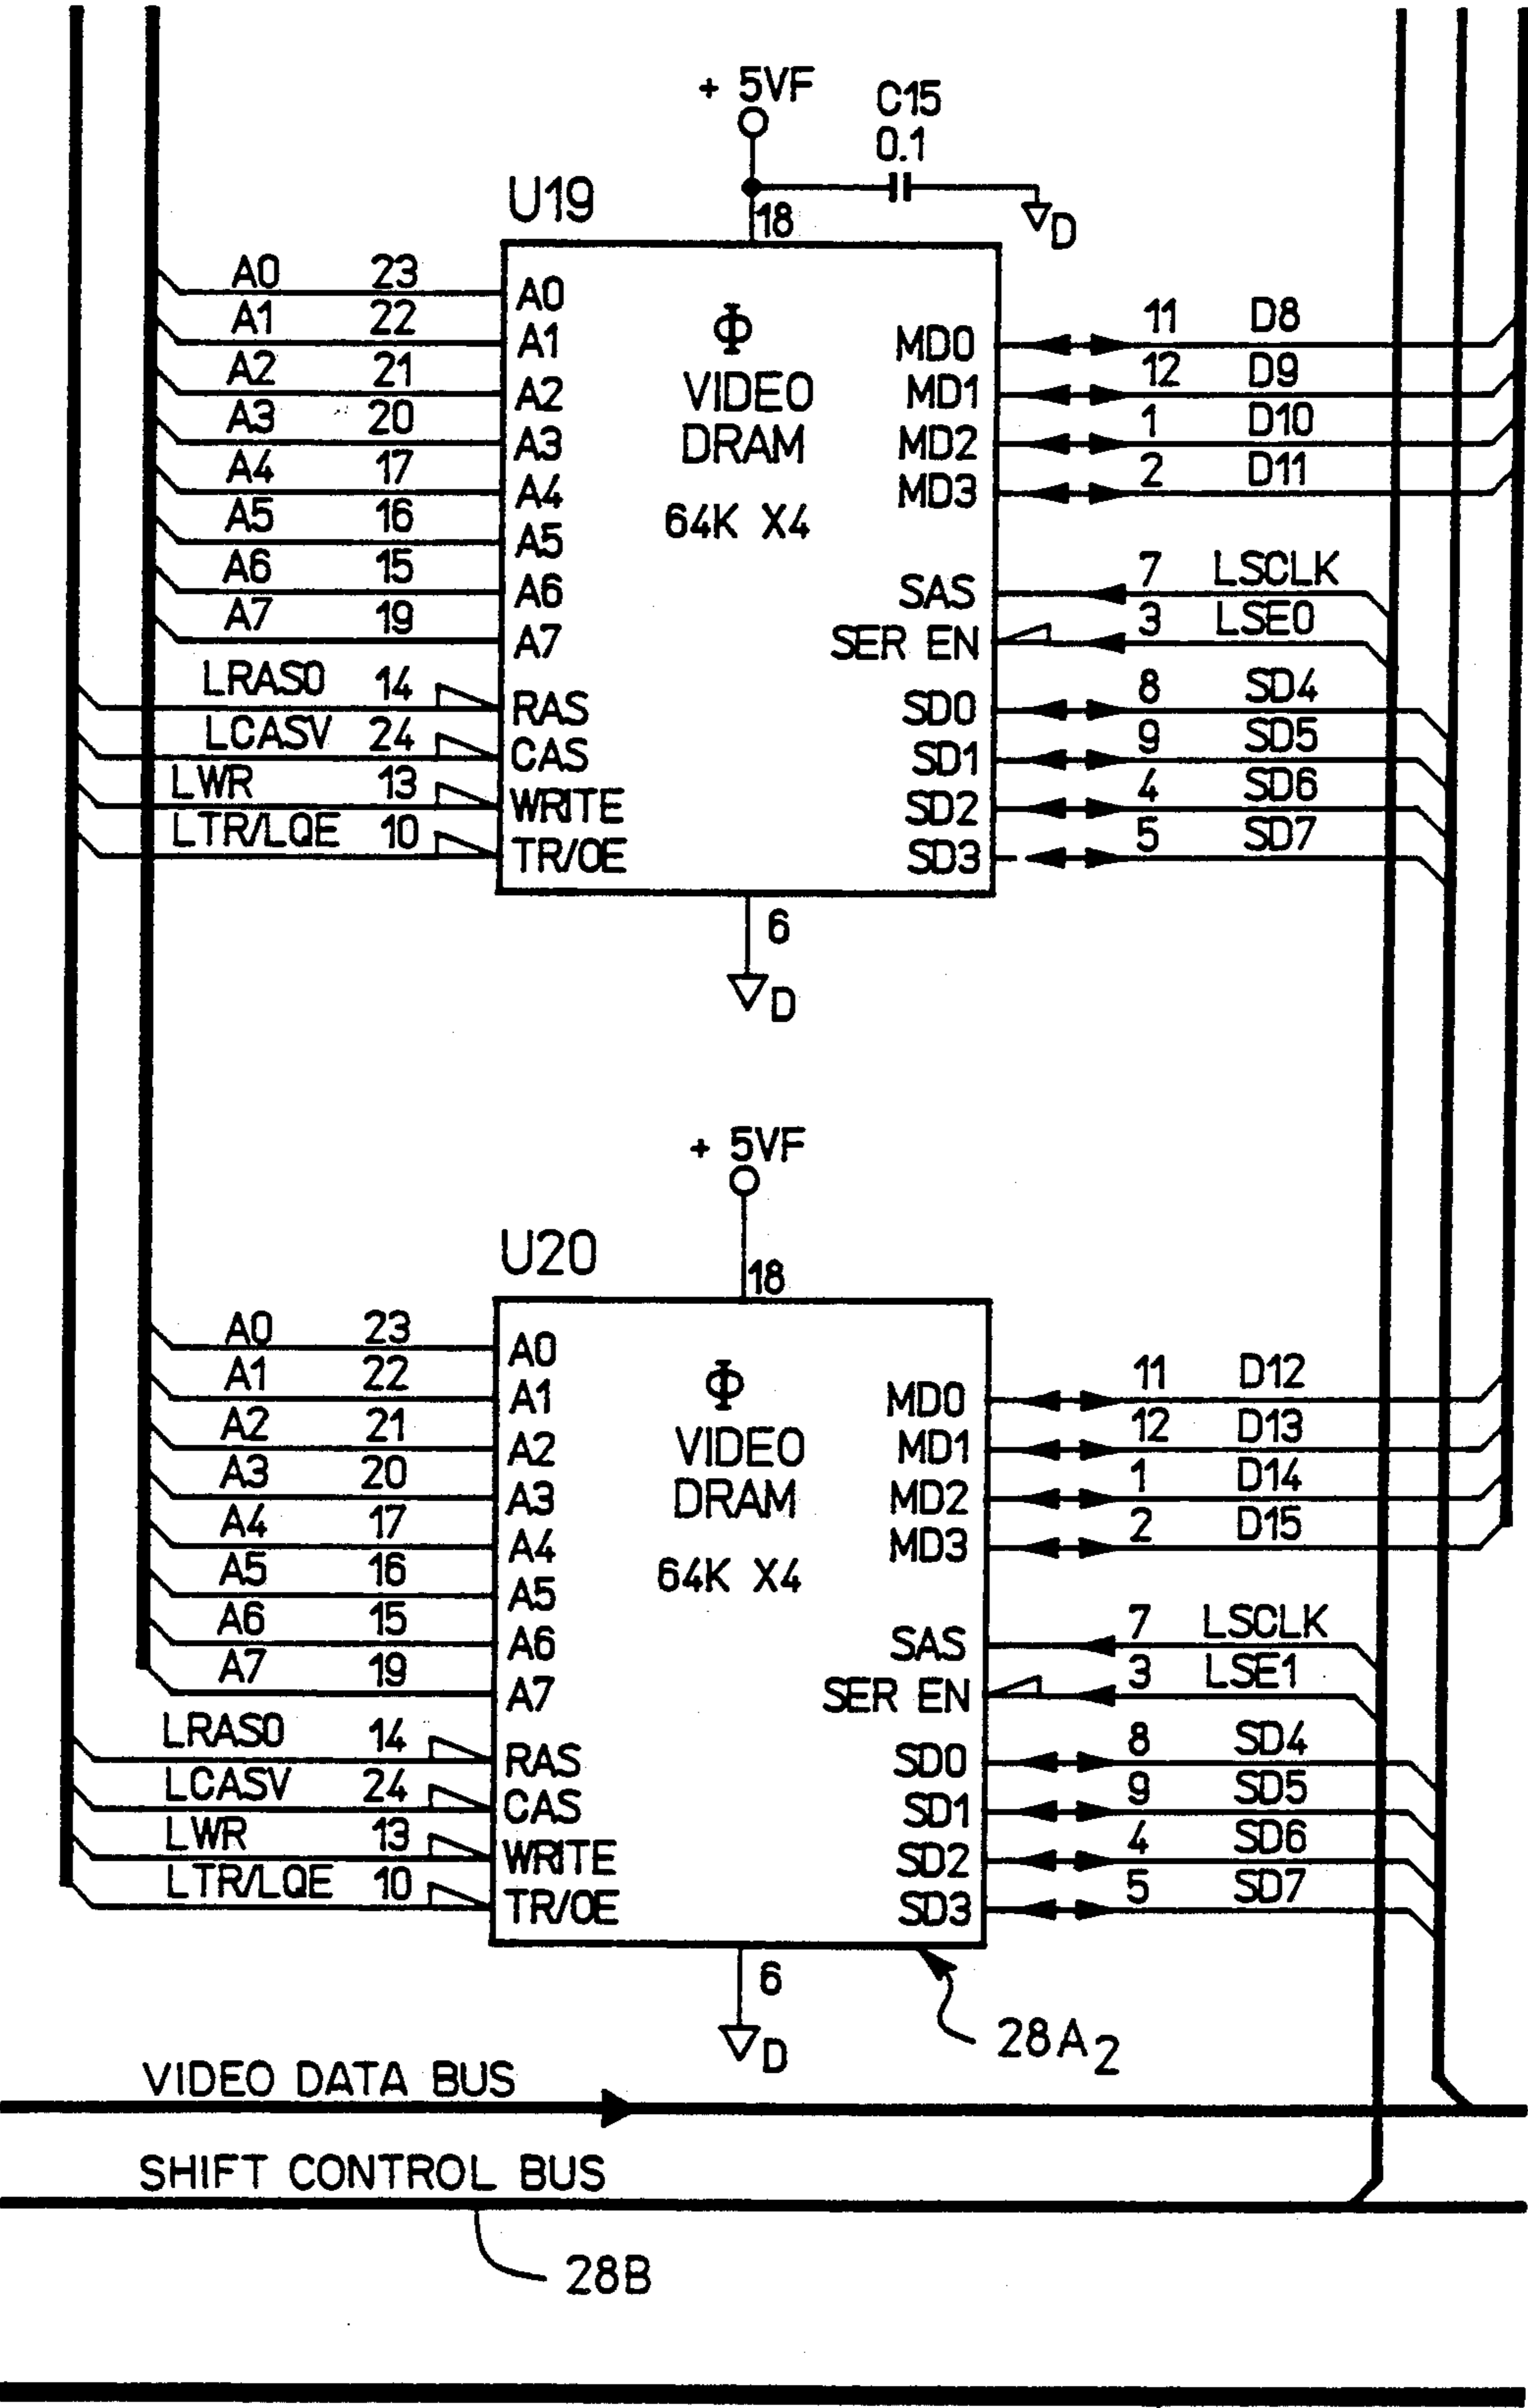 + 5VF
C15
0.1
U19
18
D
A0 23 A0
A1 22 A1
A2 21 A2
A3 20 A3
A4 17 A4
A5 16 A5
A6 15 A6
A7 19 A7
LRAS0 14 RAS
LCASV 24 CAS
LWR 13 WRITE
LTR/LQE 10 TR/OE
Φ
VIDEO
DRAM
64K X4
MD0 11 D8
MD1 12 D9
MD2 1 D10
MD3 2 D11
SAS 7 LSCLK
SER EN 3 LSE0
SD0 8 SD4
SD1 9 SD5
SD2 4 SD6
SD3 5 SD7
6
D
+ 5VF
U20
18
A0 23 A0
A1 22 A1
A2 21 A2
A3 20 A3
A4 17 A4
A5 16 A5
A6 15 A6
A7 19 A7
LRAS0 14 RAS
LCASV 24 CAS
LWR 13 WRITE
LTR/LQE 10 TR/OE
Φ
VIDEO
DRAM
64K X4
MD0 11 D12
MD1 12 D13
MD2 1 D14
MD3 2 D15
SAS 7 LSCLK
SER EN 3 LSE1
SD0 8 SD4
SD1 9 SD5
SD2 4 SD6
SD3 5 SD7
6
D
28A2
VIDEO DATA BUS
SHIFT CONTROL BUS
28B